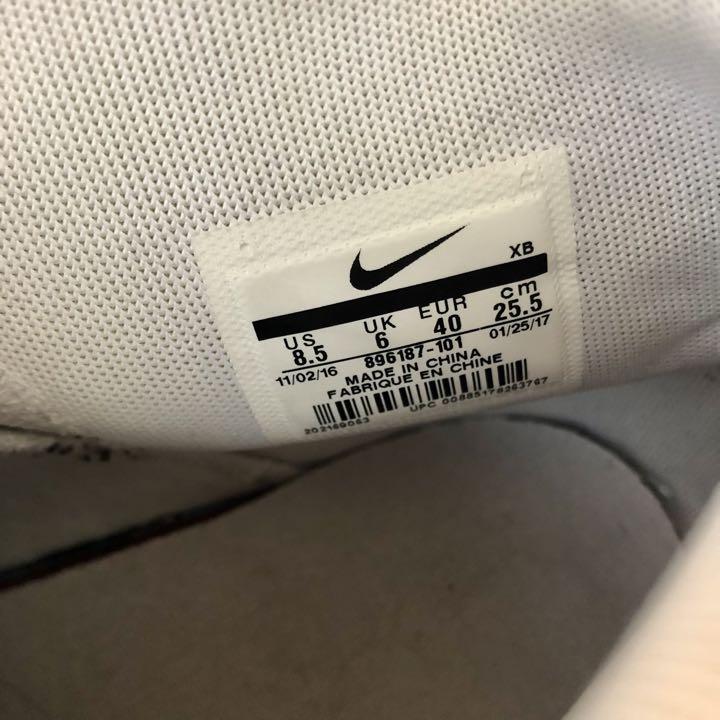 XB
US UK EUR cm
8.5 6 40 25.5
11/02/16 896187-101 01/25/17
MADE IN CHINA
FABRIQUE EN CHINE
202169063 UPC 00885178263767